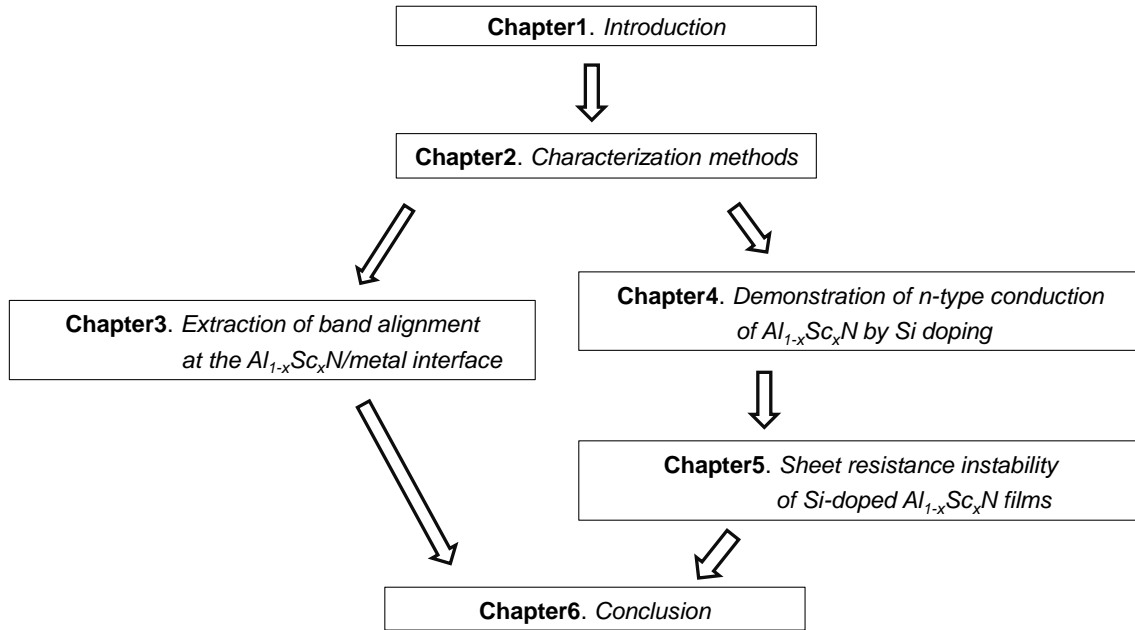 Chapter1. Introduction
Chapter2. Characterization methods
Chapter3. Extraction of band alignment
at the Al1-xScxN/metal interface
Chapter4. Demonstration of n-type conduction
of Al1-xScxN by Si doping
Chapter5. Sheet resistance instability
of Si-doped Al1-xScxN films
Chapter6. Conclusion